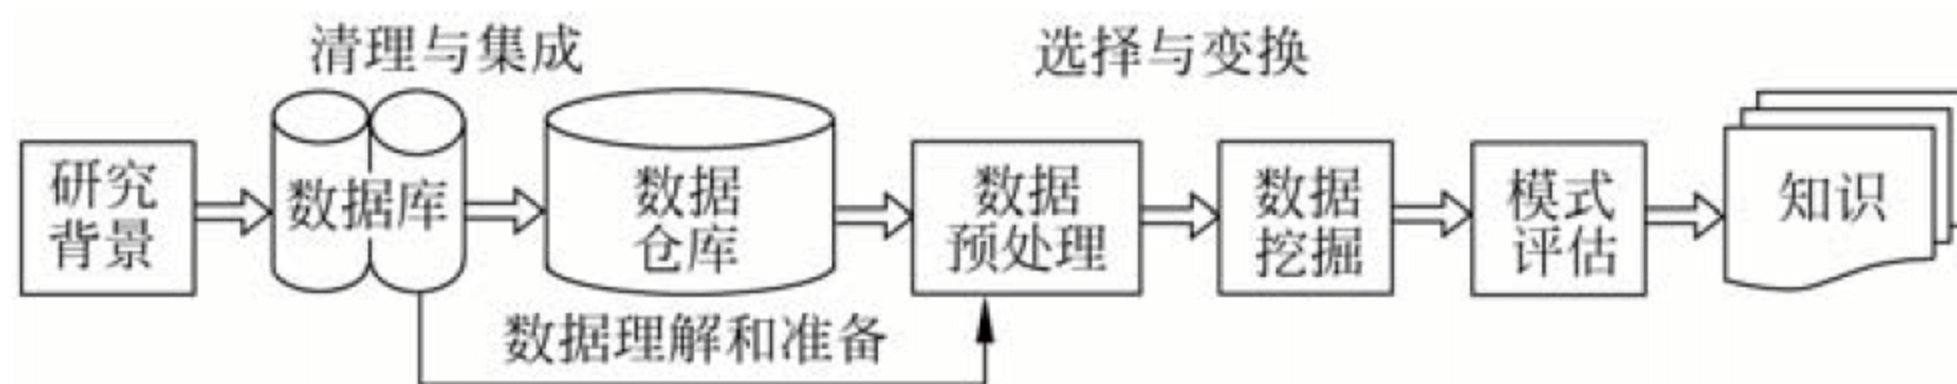 清理与集成
选择与变换
研究
背景
数据库
数据
仓库
数据
预处理
数据
挖掘
模式
评估
知识
数据理解和准备